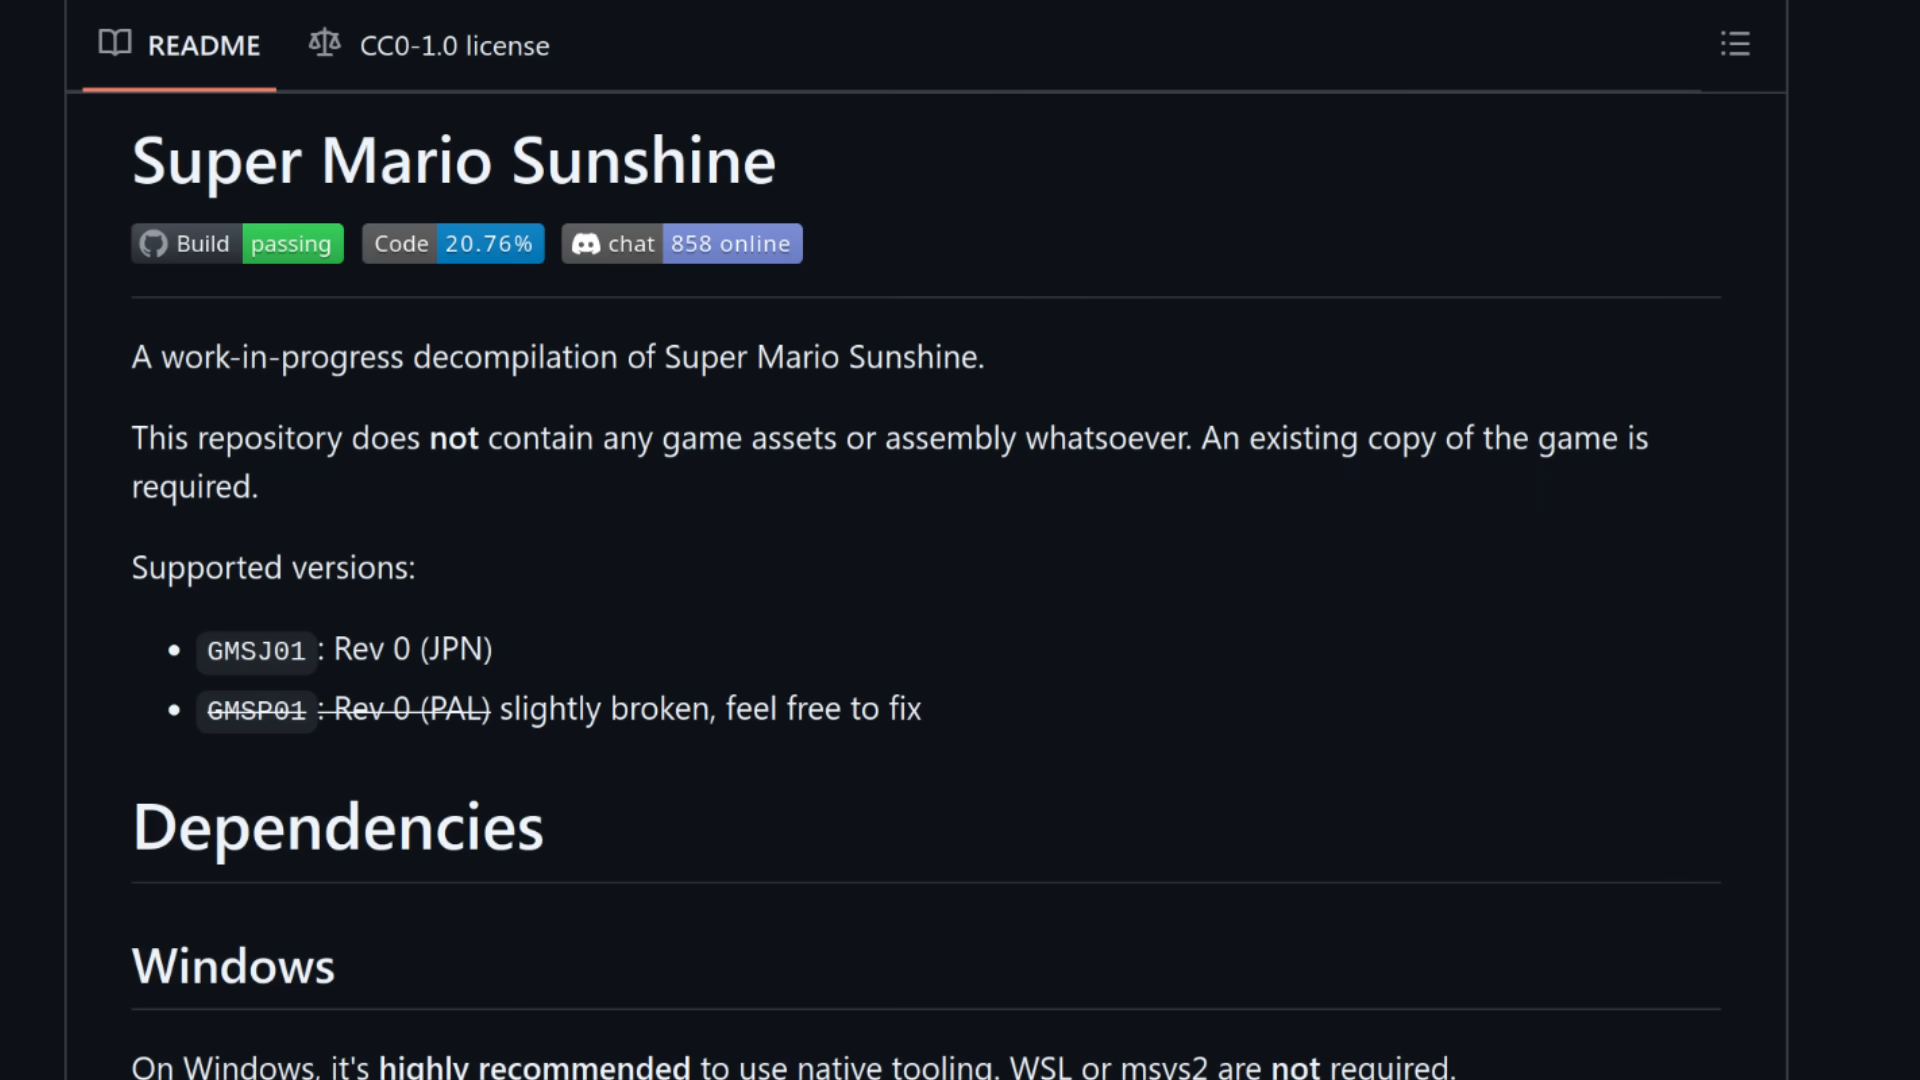 README
CC0-1.0 license
Super Mario Sunshine
Build passing
Code 20.76%
chat 858 online
A work-in-progress decompilation of Super Mario Sunshine.
This repository does not contain any game assets or assembly whatsoever. An existing copy of the game is
required.
Supported versions:
GMSJ01 : Rev 0 (JPN)
GMSP01 : Rev 0 (PAL) slightly broken, feel free to fix
Dependencies
Windows
On Windows, it's highly recommended to use native tooling. WSL or msys2 are not required.